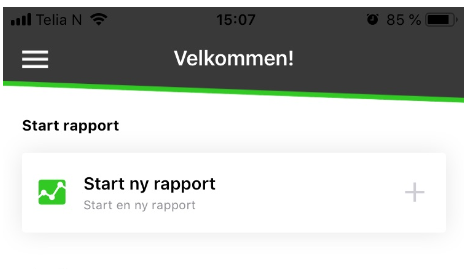 Telia N 15:07 85 %
Velkommen!
Start rapport
Start ny rapport
Start en ny rapport